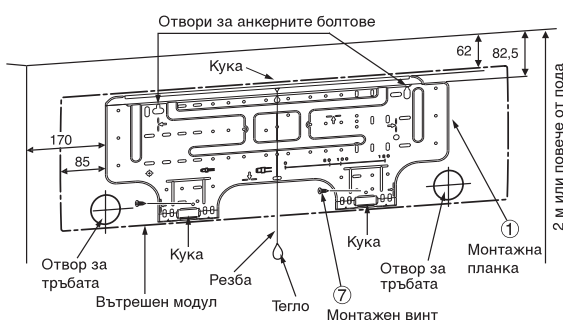 Отвори за анкерните болтове
62
82,5
Кука
2 м или повече от пода
170
85
Кука
Кука
①
Монтажна
планка
Отвор за
тръбата
Резба
Отвор за
тръбата
Вътрешен модул
Тегло
⑦
Монтажен винт